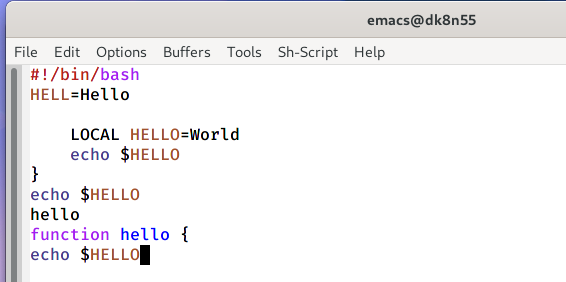 emacs@dk8n55
File Edit Options Buffers Tools Sh-Script Help
#!/bin/bash
HELL=Hello
LOCAL HELLO=World
echo $HELLO
}
echo $HELLO
hello
function hello {
echo $HELLO